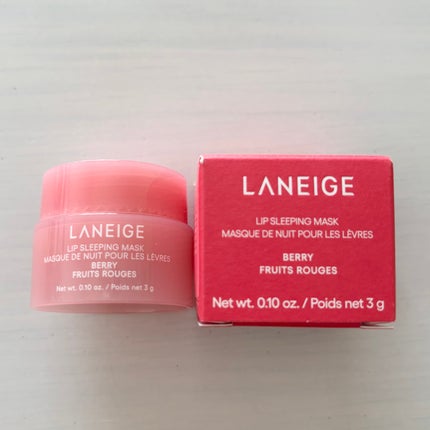 LANEIGE
LIP SLEEPING MASK
MASQUE DE NUIT POUR LES LÈVRES
BERRY
FRUITS ROUGES
Net wt. 0.10 oz. / Poids net 3 g
LANEIGE
LIP SLEEPING MASK
MASQUE DE NUIT POUR LES LÈVRES
BERRY
FRUITS ROUGES
Net wt. 0.10 oz. / Poids net 3 g